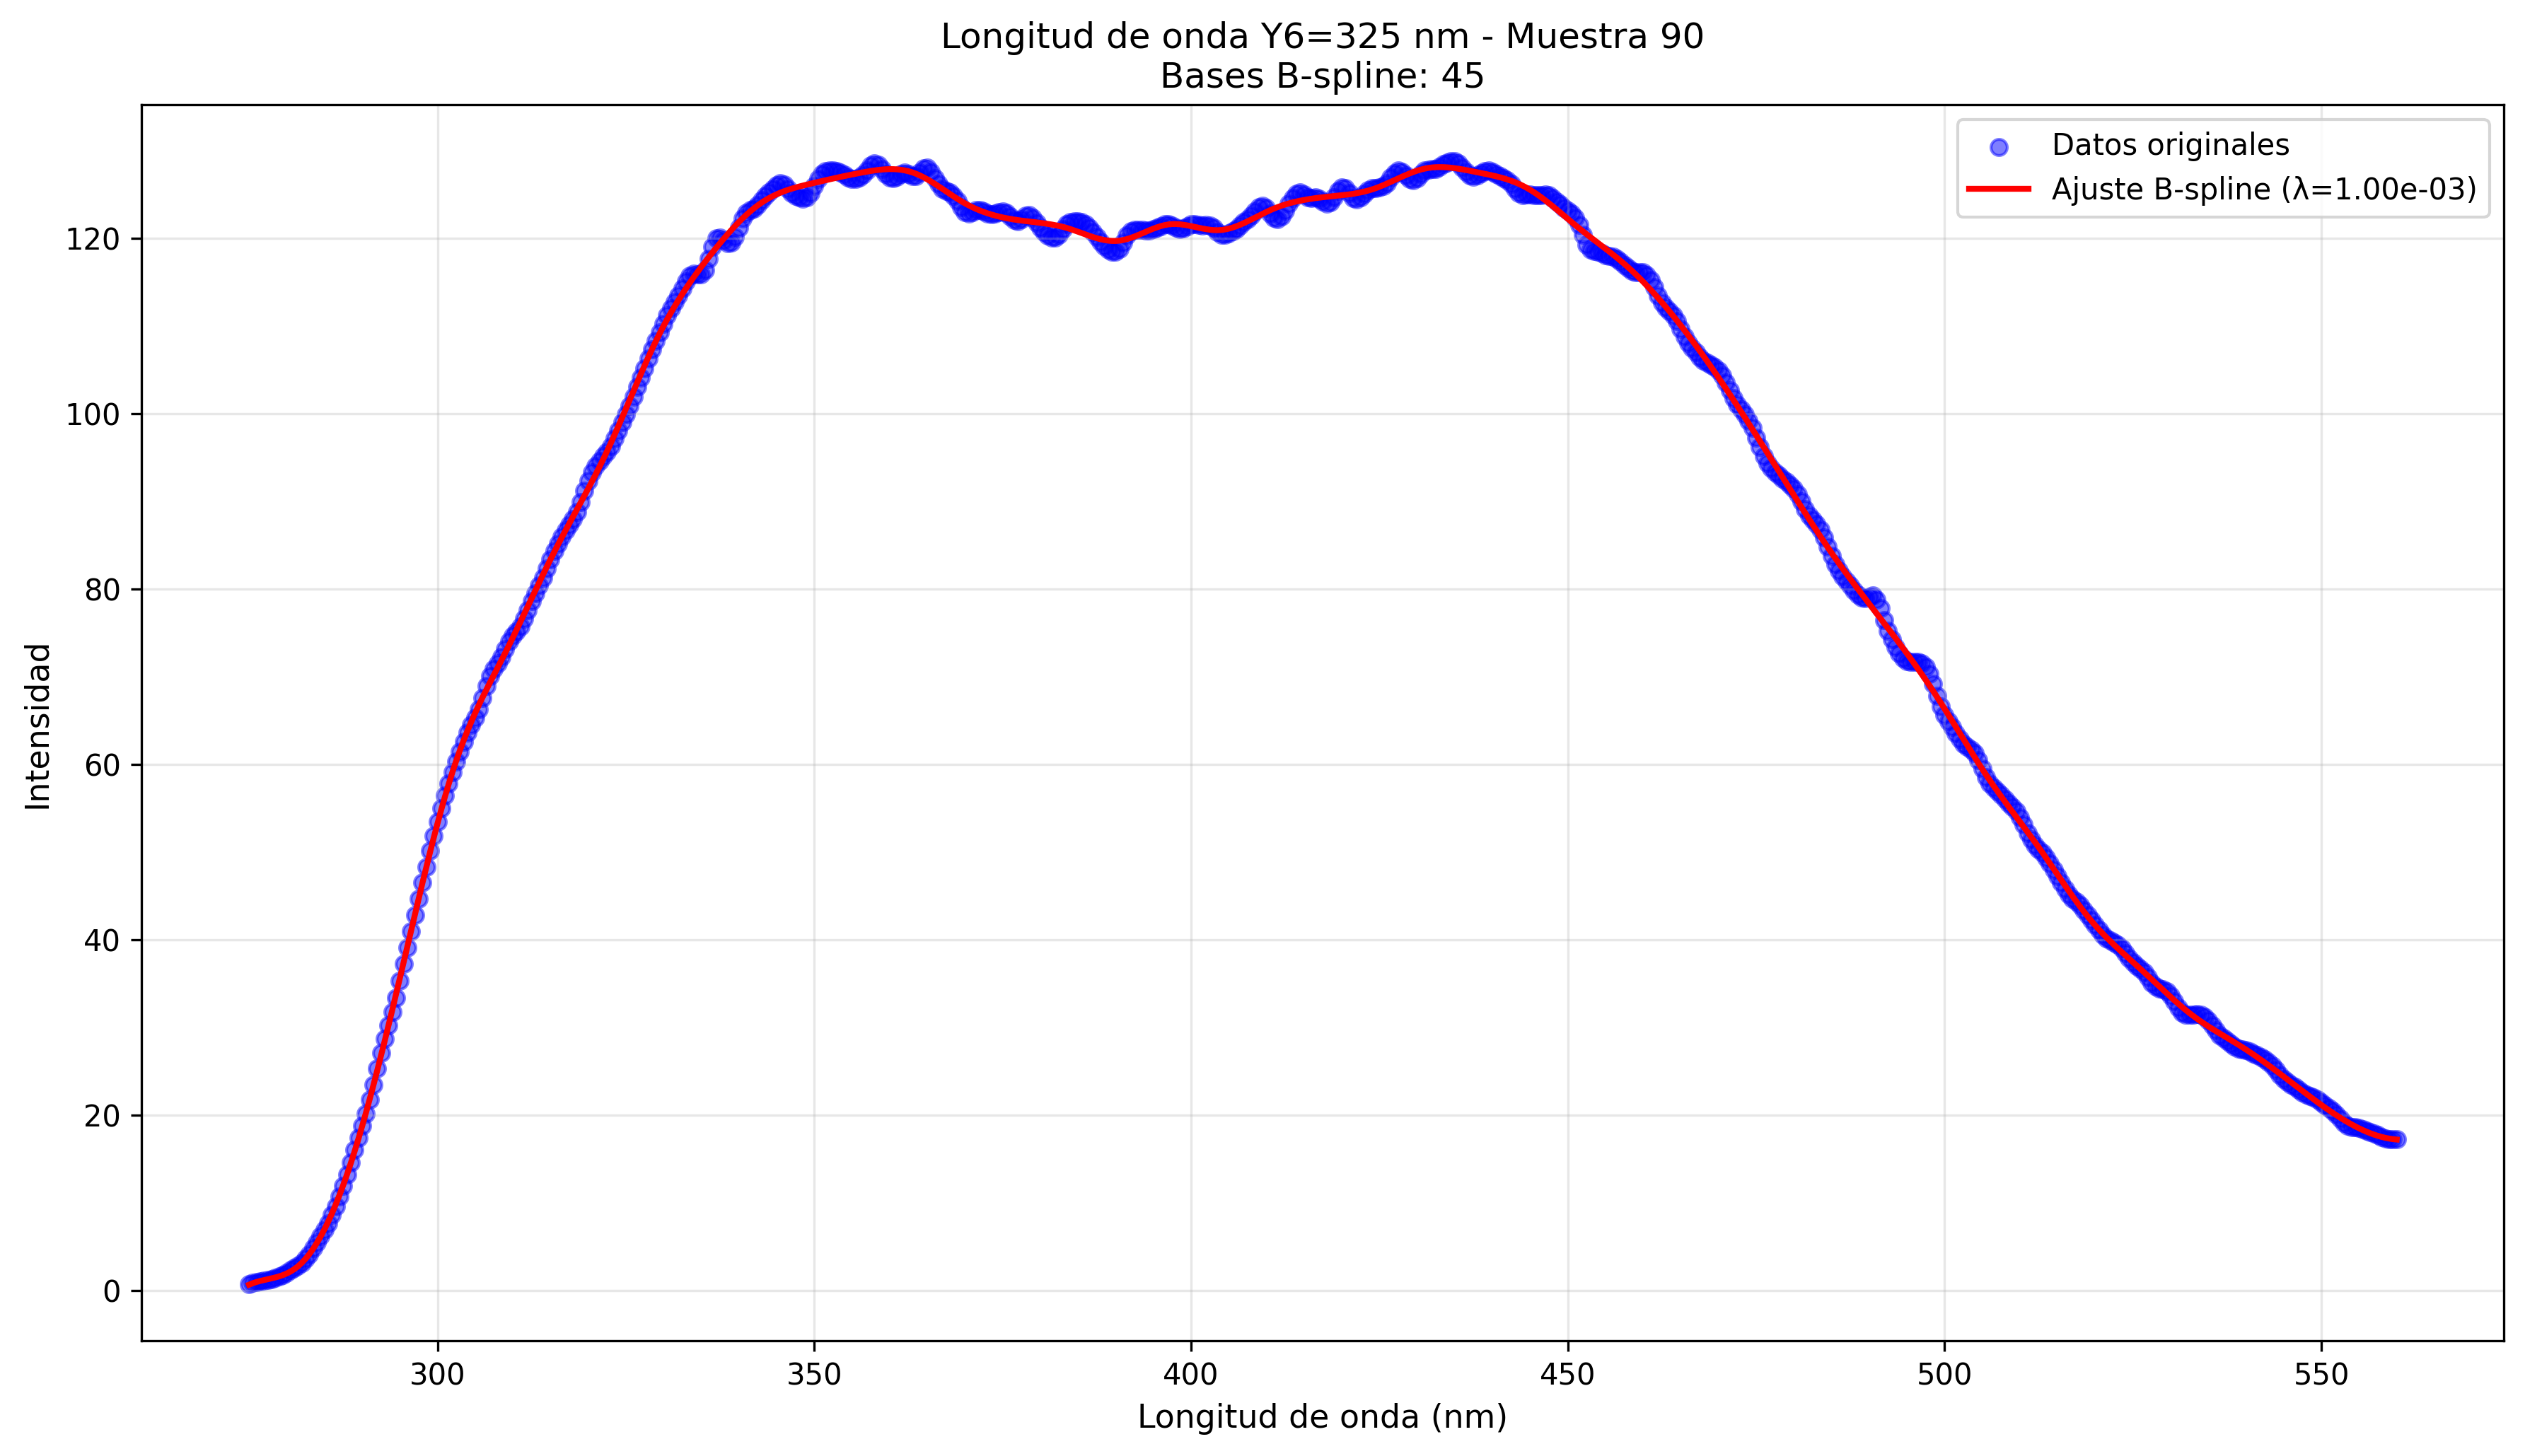 Longitud de onda Y6=325 nm - Muestra 90
Bases B-spline: 45
Datos originales
Ajuste B-spline (λ=1.00e-03)
Intensidad
120
100
80
60
40
20
0
300 350 400 450 500 550
Longitud de onda (nm)